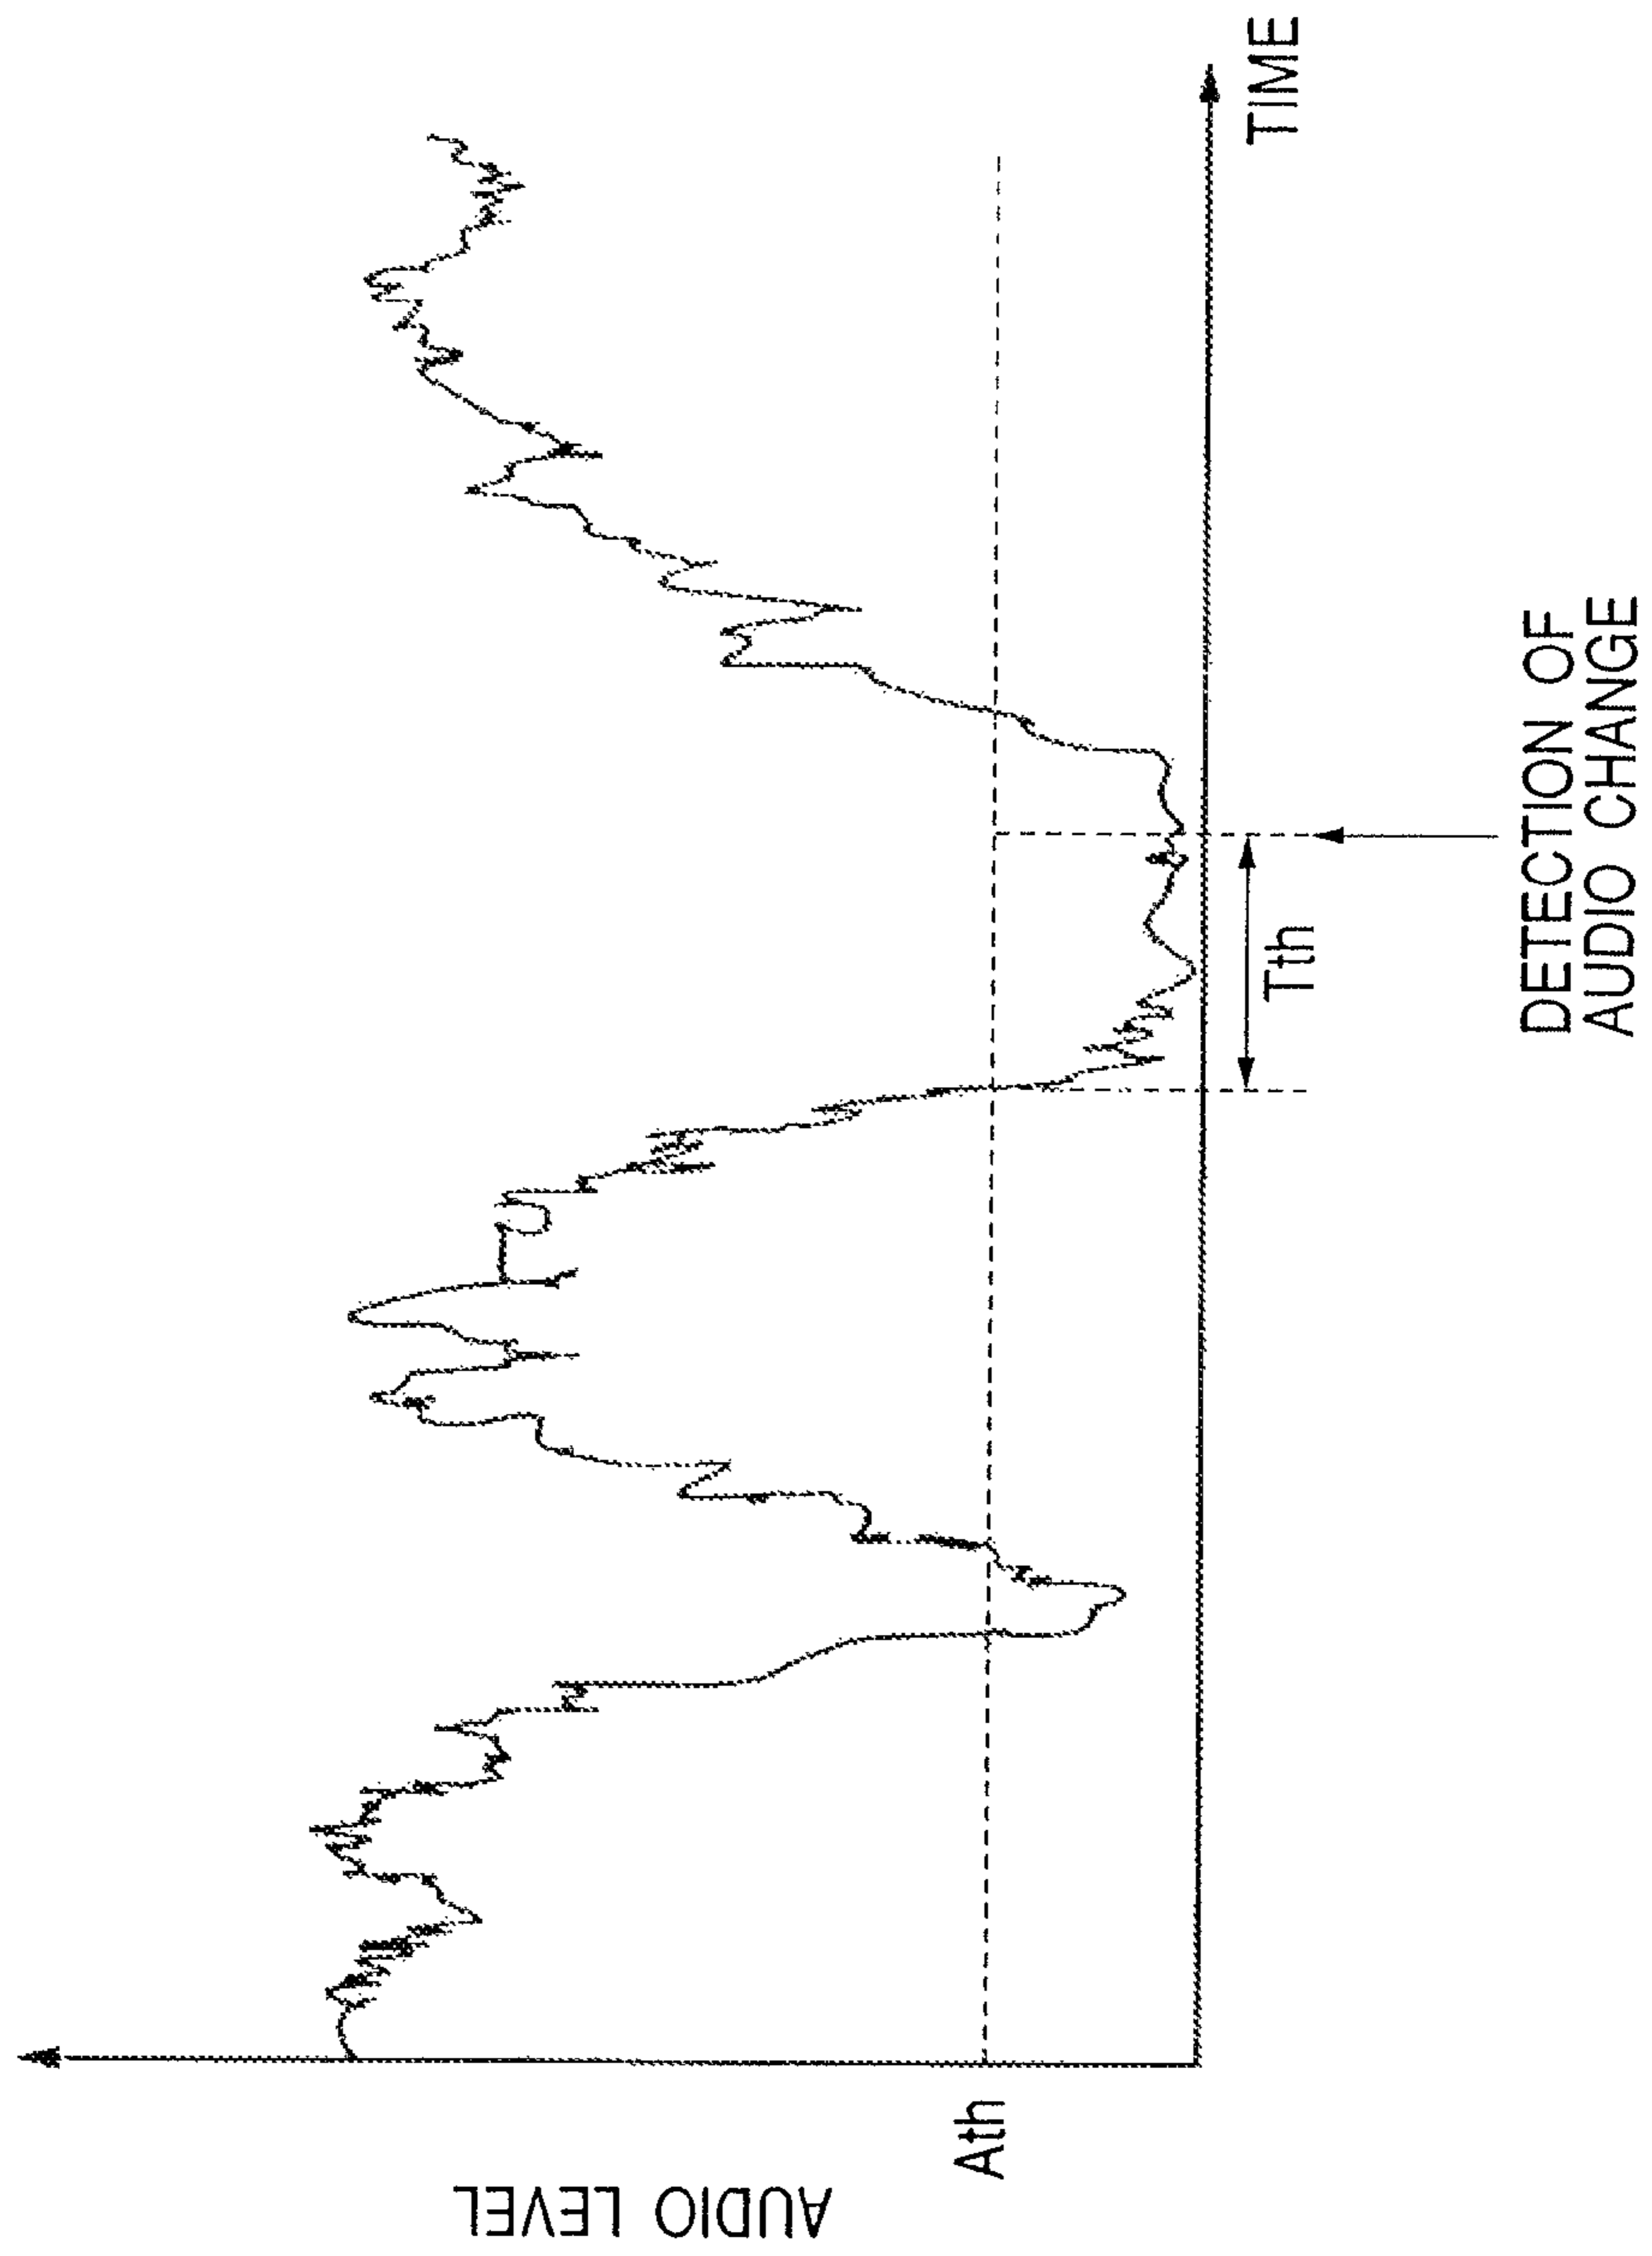 AUDIO LEVEL
Ath
Tth
TIME
DETECTION OF
AUDIO CHANGE